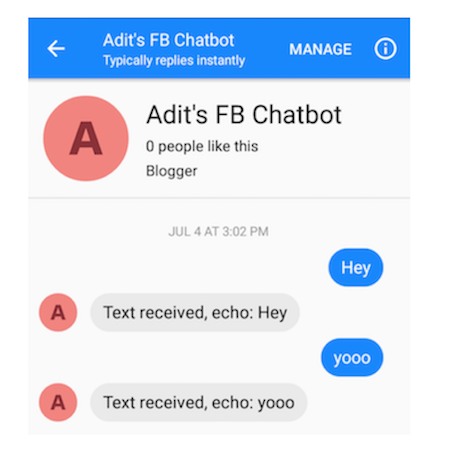 Adit's FB Chatbot
Typically replies instantly
MANAGE
A
Adit's FB Chatbot
0 people like this
Blogger
JUL 4 AT 3:02 PM
Hey
A
Text received, echo: Hey
yooo
A
Text received, echo: yooo